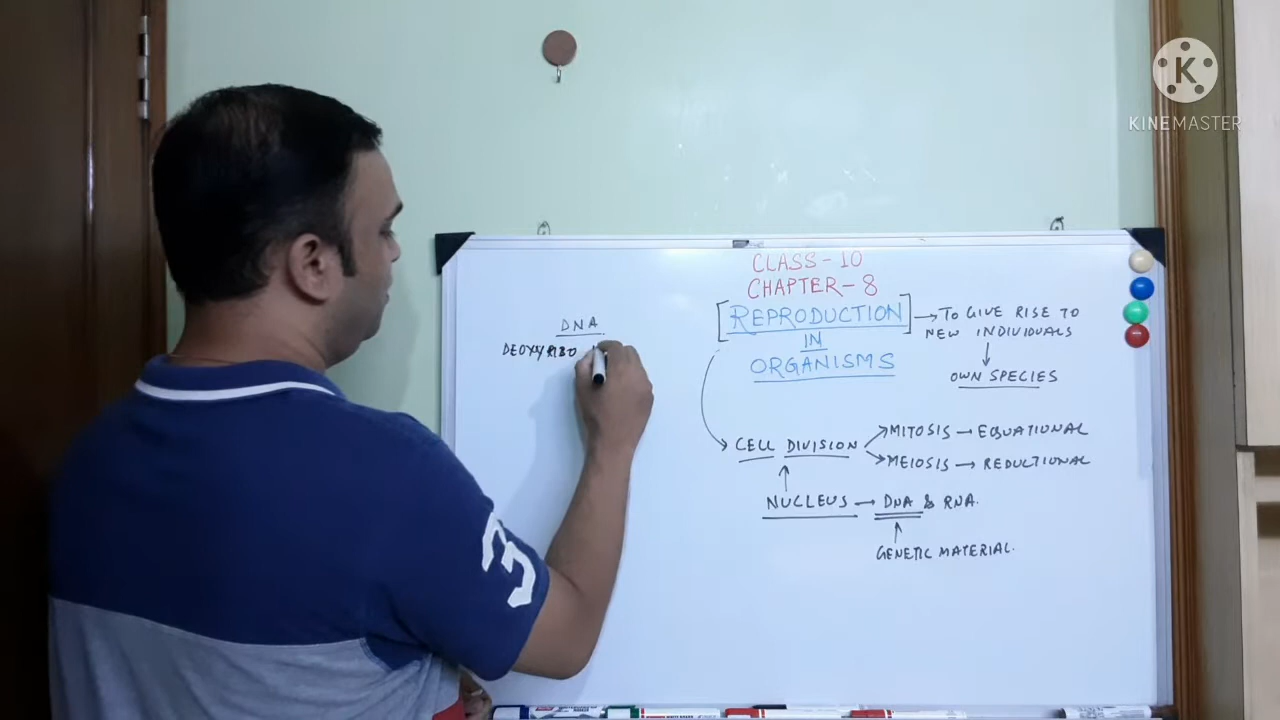 K
KINEMASTER
CLASS-10
CHAPTER-8
[REPRODUCTION] → TO GIVE RISE TO
IN
NEW INDIVIDUALS
ORGANISMS
OWN SPECIES
DNA
DEOXYRIBO
CELL DIVISION
MITOSIS → EQUATIONAL
MEIOSIS → REDUCTIONAL
NUCLEUS → DNA & RNA.
GENETIC MATERIAL.
3